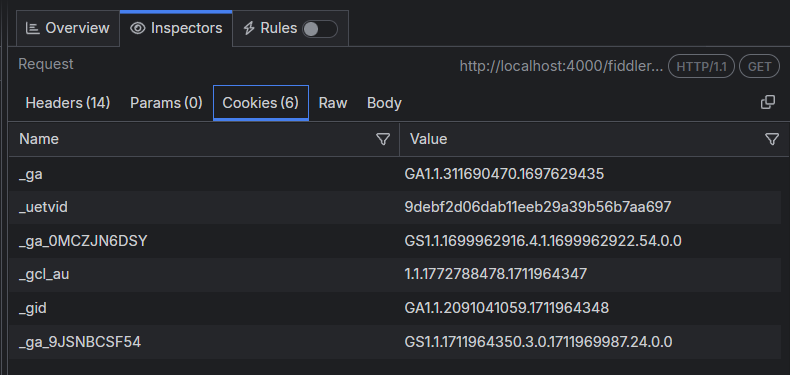 Overview Inspectors Rules
Request http://localhost:4000/fiddler... HTTP/1.1 GET
Headers (14) Params (0) Cookies (6) Raw Body
Name Value
_ga GA1.1.311690470.1697629435
_uetvid 9debf2d06dab11eeb29a39b56b7aa697
_ga_0MCZJN6DSY GS1.1.1699962916.4.1.1699962922.54.0.0
_gcl_au 1.1.1772788478.1711964347
_gid GA1.1.2091041059.1711964348
_ga_9JSNBCSF54 GS1.1.1711964350.3.0.1711969987.24.0.0